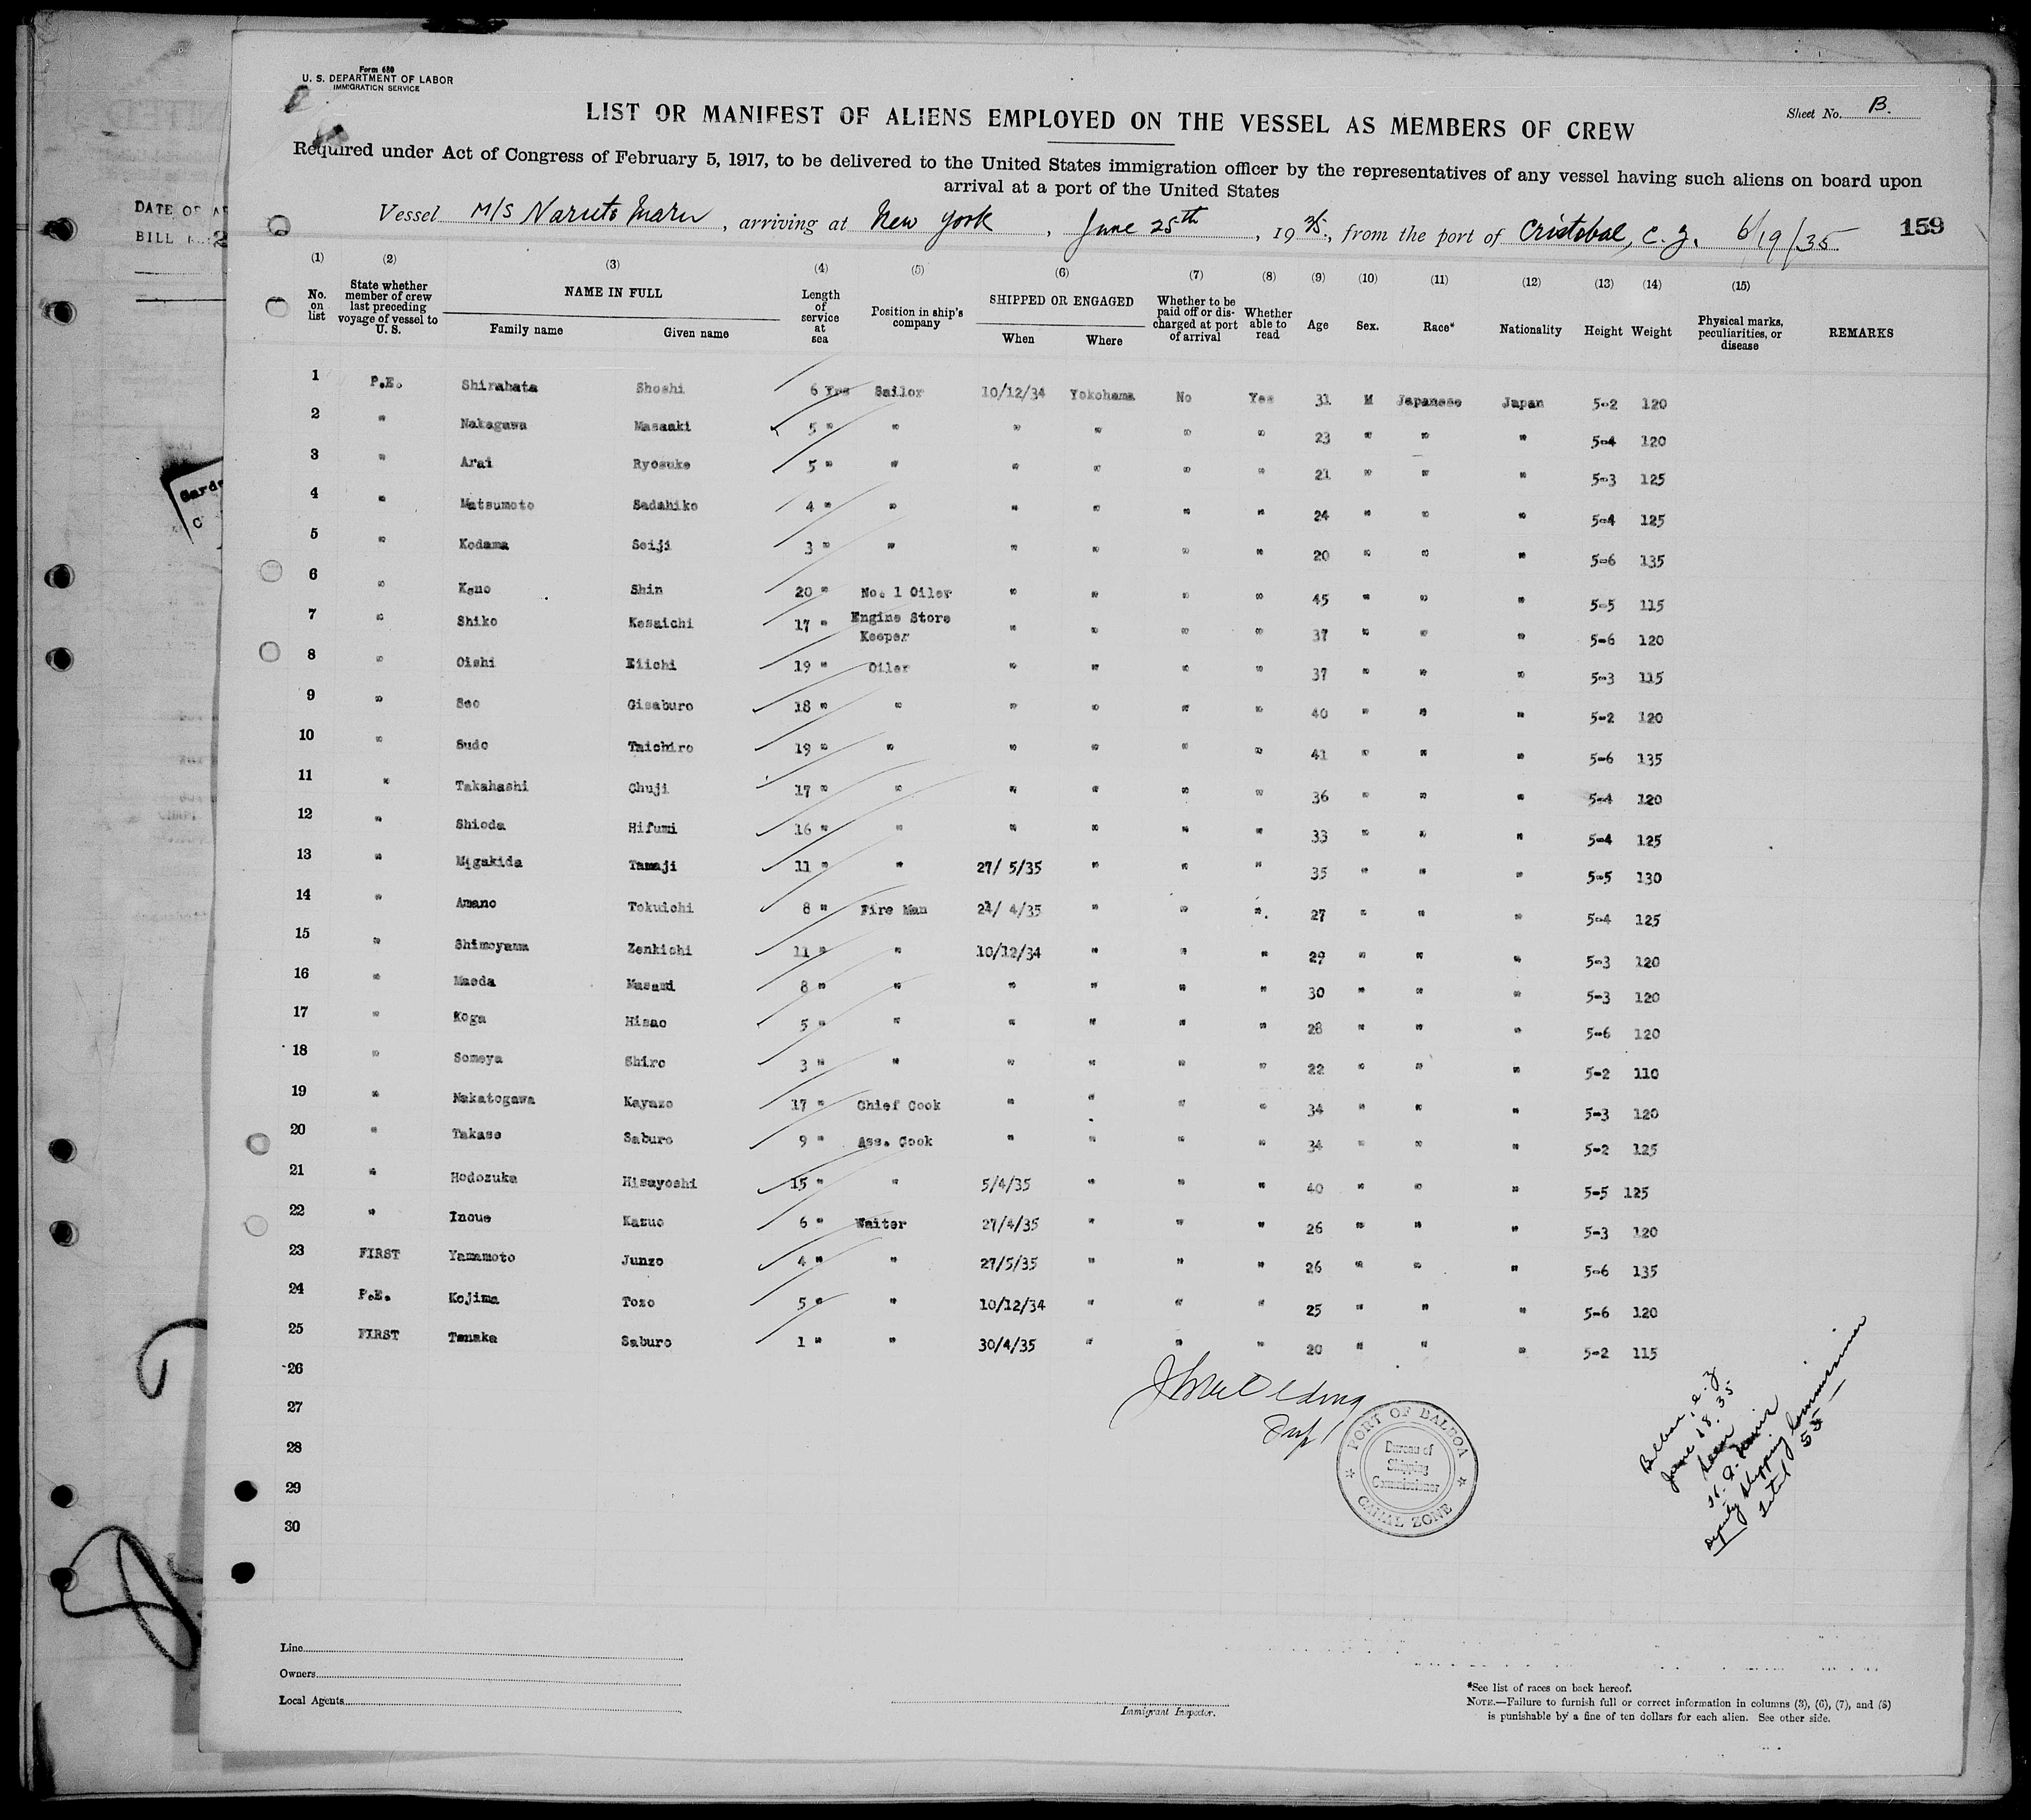 Form 680
U. S. DEPARTMENT OF LABOR
IMMIGRATION SERVICE
Sheet No. B.
LIST OR MANIFEST OF ALIENS EMPLOYED ON THE VESSEL AS MEMBERS OF CREW
Required under Act of Congress of February 5, 1917, to be delivered to the United States immigration officer by the representatives of any vessel having such aliens on board upon
arrival at a port of the United States
Vessel M/S Naruto Maru, arriving at New York, June 25th, 1935, from the port of Cristobal, C. Z. 6/19/35
159
(1) (2) (3) (4) (5) (6) (7) (8) (9) (10) (11) (12) (13) (14) (15)
No. on list
State whether member of crew last preceding voyage of vessel to U. S.
NAME IN FULL
Family name Given name
Length of service at sea
Position in ship's company
SHIPPED OR ENGAGED
When Where
Whether to be paid off or discharged at port of arrival
Whether able to read
Age Sex. Race* Nationality Height Weight
Physical marks, peculiarities, or disease
REMARKS
1 P.E. Shirahata Shoshi 6 Yrs Sailor 10/12/34 Yokohama No Yes 31 M Japanese Japan 5-2 120
2 " Nakagawa Masaaki 5 " " " " " " 23 " " " 5-4 120
3 " Arai Ryosuke 5 " " " " " " 21 " " " 5-3 125
4 " Matsumoto Sadahiko 4 " " " " " " 24 " " " 5-4 125
5 " Kodama Seiji 3 " " " " " " 20 " " " 5-6 135
6 " Kono Shin 20 " No. 1 Oiler " " " " 45 " " " 5-5 115
7 " Shiko Kesaichi 17 " Engine Store Keeper " " " " 37 " " " 5-6 120
8 " Oishi Eiichi 19 " Oiler " " " " 37 " " " 5-3 115
9 " Seo Gisaburo 18 " " " " " " 40 " " " 5-2 120
10 " Sudo Taichiro 19 " " " " " " 41 " " " 5-6 135
11 " Takahashi Chuji 17 " " " " " " 36 " " " 5-4 120
12 " Shioda Hifumi 16 " " " " " " 33 " " " 5-4 125
13 " Migakida Tamaji 11 " " 27/ 5/35 " " " 35 " " " 5-5 130
14 " Amano Tokuichi 8 " Fire Man 24/ 4/35 " " " 27 " " " 5-4 125
15 " Shimoyama Zenkichi 11 " " 10/12/34 " " " 29 " " " 5-3 120
16 " Maeda Masami 8 " " " " " " 30 " " " 5-3 120
17 " Koga Hisao 5 " " " " " " 28 " " " 5-6 120
18 " Someya Shiro 3 " " " " " " 22 " " " 5-2 110
19 " Nakatogawa Kayazo 17 " Chief Cook " " " " 34 " " " 5-3 120
20 " Takase Saburo 9 " Ass. Cook " " " " 34 " " " 5-2 125
21 " Hodozuka Hisayoshi 15 " " 5/4/35 " " " 40 " " " 5-5 125
22 " Inoue Kazuo 6 " Waiter 27/4/35 " " " 26 " " " 5-3 120
23 FIRST Yamamoto Junzo 4 " " 27/5/35 " " " 26 " " " 5-6 135
24 P.E. Kojima Tozo 5 " " 10/12/34 " " " 25 " " " 5-6 120
25 FIRST Tanaka Saburo 1 " " 30/4/35 " " " 20 " " " 5-2 115
26
27
28
29
30
PORT OF BALBOA
Bureau of
Shipping
Commissioner
CANAL ZONE
Balboa, C. Z.
June 18. 35
Seen
Deputy Shipping Commissioner
Total 55
Line
Owners
Local Agents
Immigrant Inspector.
*See list of races on back hereof.
NOTE.—Failure to furnish full or correct information in columns (3), (6), (7), and (8)
is punishable by a fine of ten dollars for each alien. See other side.
DATE OF
BILL